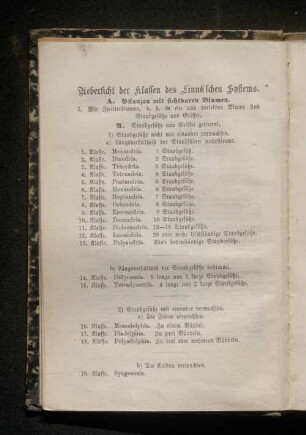 Uebersicht der Klassen des Linné'schen Systems.
A. Pflanzen mit sichtbaren Blumen.
I. Mit Zwitterblumen, d. h. in ein und derselben Blume sind
Staubgefäße und Griffel.
A. Staubgefäße und Griffel getrennt.
1) Staubgefäße nicht mit einander verwachsen.
a) Längenverhältniß der Staubfäden unbestimmt.
1. Klasse. Monandria. 1 Staubgefäß.
2. Klasse. Diandria. 2 Staubgefäße.
3. Klasse. Triandria. 3 Staubgefäße.
4. Klasse. Tetrandria. 4 Staubgefäße.
5. Klasse. Pentandria. 5 Staubgefäße.
6. Klasse. Hexandria. 6 Staubgefäße.
7. Klasse. Heptandria. 7 Staubgefäße.
8. Klasse. Octandria. 8 Staubgefäße.
9. Klasse. Enneandria. 9 Staubgefäße.
10. Klasse. Decandria. 10 Staubgefäße.
11. Klasse. Dodecandria. 12—18 Staubgefäße.
12. Klasse. Icosandria. 20 oder mehr kelchständige Staubgefäße.
13. Klasse. Polyandria. Viele bodenständige Staubgefäße.
b) Längenverhältniß der Staubgefäße bestimmt.
14. Klasse. Didynamia. 2 lange und 2 kurze Staubgefäße.
15. Klasse. Tetradynamia. 4 lange und 2 kurze Staubgefäße.
2) Staubgefäße mit einander verwachsen.
a) Die Fäden verwachsen.
16. Klasse. Monadelphia. Zu einem Bündel.
17. Klasse. Diadelphia. Zu zwei Bündeln.
18. Klasse. Polyadelphia. Zu drei oder mehreren Bündeln.
b) Die Kolben verwachsen.
19. Klasse. Syngenesia.